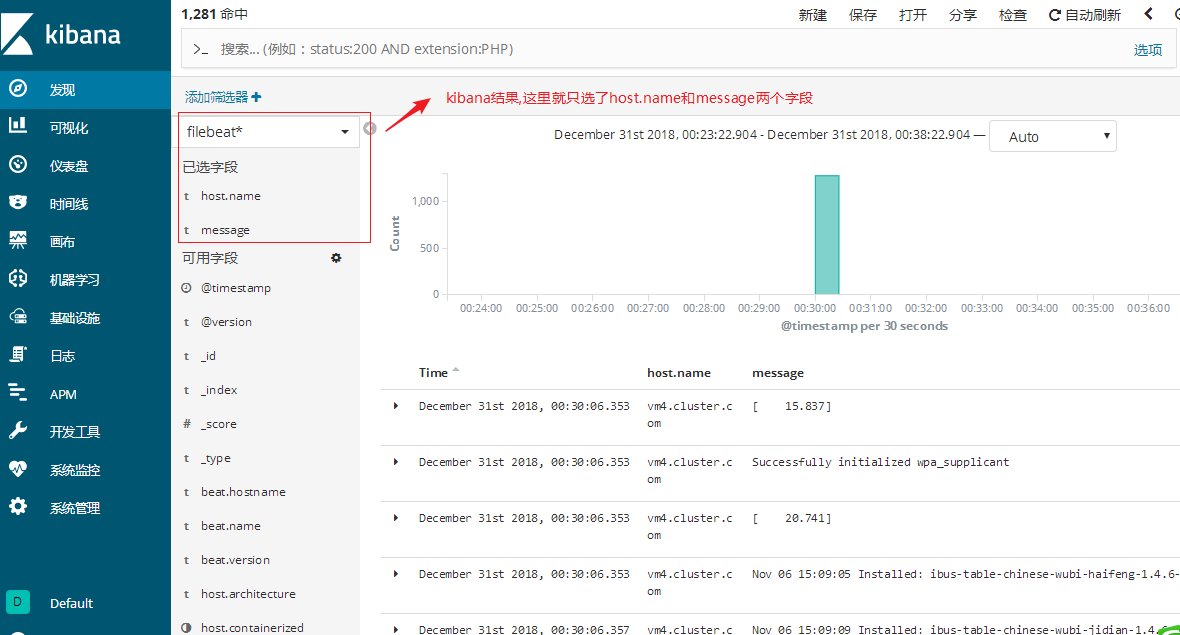 kibana
发现
可视化
仪表盘
时间线
画布
机器学习
基础设施
日志
APM
开发工具
系统监控
系统管理
D Default
1,281 命中
新建 保存 打开 分享 检查 自动刷新
>_ 搜索... (例如：status:200 AND extension:PHP) 选项
添加筛选器
kibana结果,这里就只选了host.name和message两个字段
filebeat*
已选字段
t host.name
t message
可用字段
@timestamp
t @version
t _id
t _index
# _score
t _type
t beat.hostname
t beat.name
t beat.version
t host.architecture
host.containerized
December 31st 2018, 00:23:22.904 - December 31st 2018, 00:38:22.904 — Auto
Count
1,000
500
0
00:24:00 00:25:00 00:26:00 00:27:00 00:28:00 00:29:00 00:30:00 00:31:00 00:32:00 00:33:00 00:34:00 00:35:00 00:36:00
@timestamp per 30 seconds
Time host.name message
December 31st 2018, 00:30:06.353 vm4.cluster.c [ 15.837]
om
December 31st 2018, 00:30:06.353 vm4.cluster.c Successfully initialized wpa_supplicant
om
December 31st 2018, 00:30:06.353 vm4.cluster.c [ 20.741]
om
December 31st 2018, 00:30:06.353 vm4.cluster.c Nov 06 15:09:05 Installed: ibus-table-chinese-wubi-haifeng-1.4.6-
om
December 31st 2018, 00:30:06.357 vm4.cluster.c Nov 06 15:09:09 Installed: ibus-table-chinese-wubi-jidian-1.4.